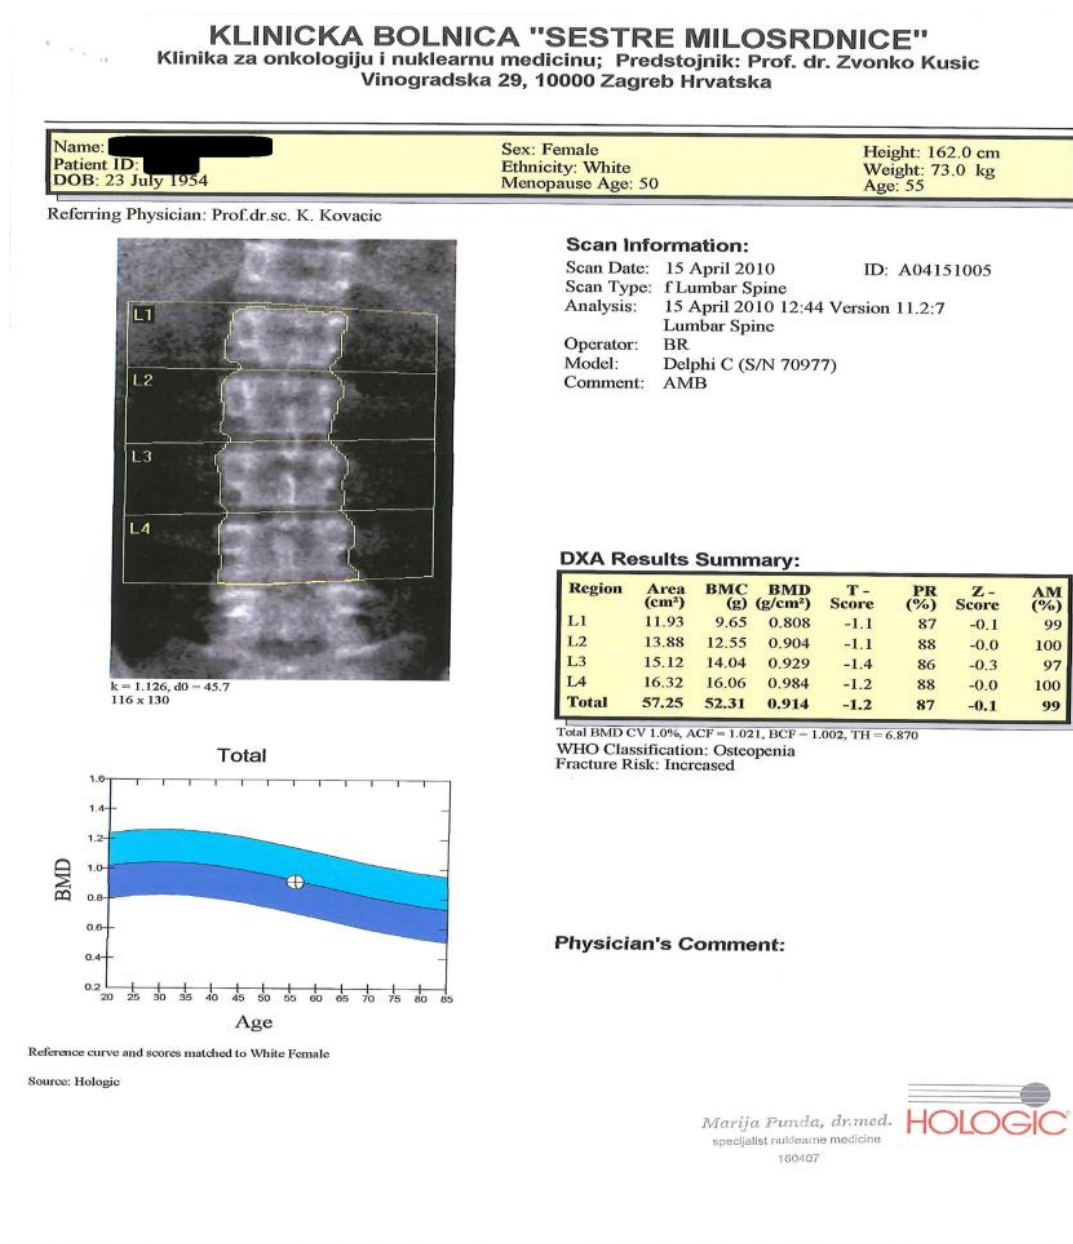 KLINICKA BOLNICA "SESTRE MILOSRDNICE"
Klinika za onkologiju i nuklearnu medicinu; Predstojnik: Prof. dr. Zvonko Kusic
Vinogradska 29, 10000 Zagreb Hrvatska
Name:
Patient ID:
DOB: 23 July 1954
Sex: Female
Ethnicity: White
Menopause Age: 50
Height: 162.0 cm
Weight: 73.0 kg
Age: 55
Referring Physician: Prof.dr.sc. K. Kovacic
L1
L2
L3
L4
k = 1.126, d0 = 45.7
116 x 130
Scan Information:
Scan Date: 15 April 2010 ID: A04151005
Scan Type: f Lumbar Spine
Analysis: 15 April 2010 12:44 Version 11.2:7
Lumbar Spine
Operator: BR
Model: Delphi C (S/N 70977)
Comment: AMB
DXA Results Summary:
Region Area BMC BMD T - PR Z - AM
(cm²) (g) (g/cm²) Score (%) Score (%)
L1 11.93 9.65 0.808 -1.1 87 -0.1 99
L2 13.88 12.55 0.904 -1.1 88 -0.0 100
L3 15.12 14.04 0.929 -1.4 86 -0.3 97
L4 16.32 16.06 0.984 -1.2 88 -0.0 100
Total 57.25 52.31 0.914 -1.2 87 -0.1 99
Total BMD CV 1.0%, ACF = 1.021, BCF = 1.002, TH = 6.870
WHO Classification: Osteopenia
Fracture Risk: Increased
Total
1.6
1.4
1.2
1.0
0.8
0.6
0.4
0.2
BMD
20 25 30 35 40 45 50 55 60 65 70 75 80 85
Age
Reference curve and scores matched to White Female
Source: Hologic
Physician's Comment:
Marija Punda, dr.med.
specijalist nuklearne medicine
160407
HOLOGIC